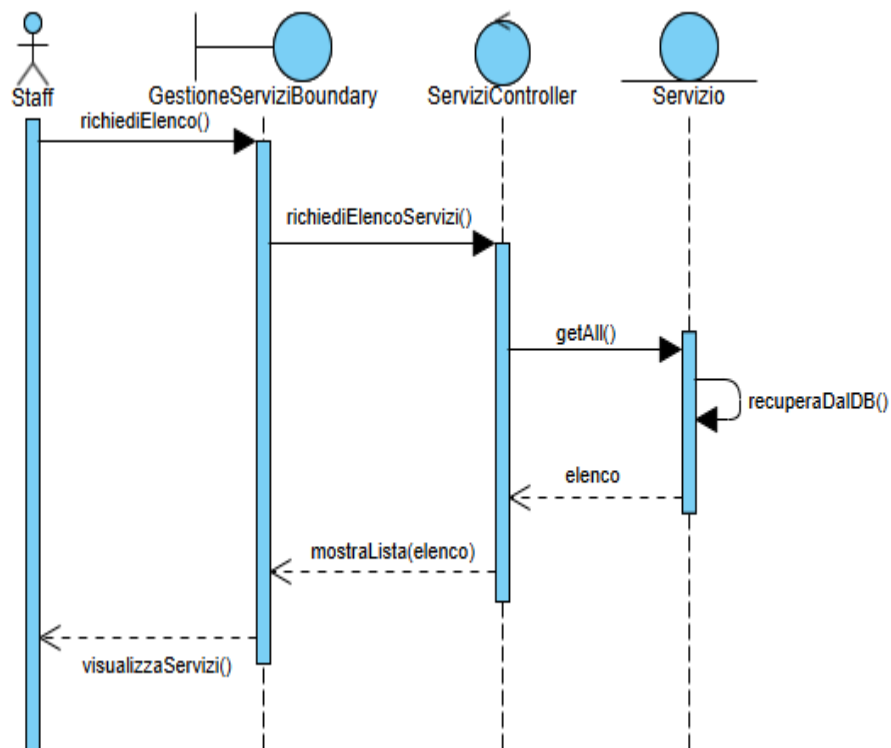 Staff
GestioneServiziBoundary
ServiziController
Servizio
richiediElenco()
richiediElencoServizi()
getAll()
recuperaDalDB()
elenco
mostraLista(elenco)
visualizzaServizi()